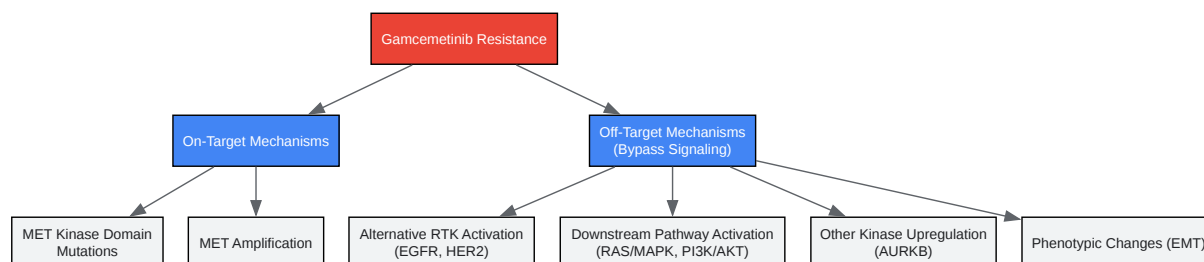 Gamcemetinib Resistance
On-Target Mechanisms
Off-Target Mechanisms
(Bypass Signaling)
MET Kinase Domain
Mutations
MET Amplification
Alternative RTK Activation
(EGFR, HER2)
Downstream Pathway Activation
(RAS/MAPK, PI3K/AKT)
Other Kinase Upregulation
(AURKB)
Phenotypic Changes (EMT)